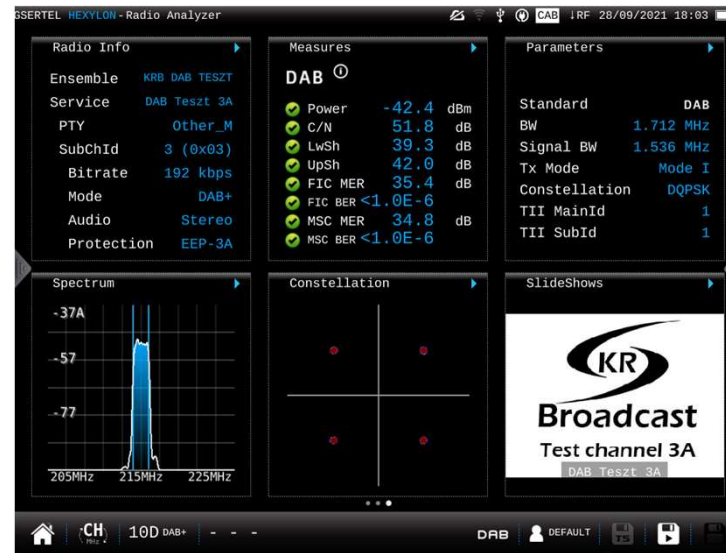 GSERTEL HEXYLON-Radio Analyzer
CAB ↓RF 28/09/2021 18:03
Radio Info
Ensemble KRB DAB TESZT
Service DAB Teszt 3A
PTY Other_M
SubChId 3 (0x03)
Bitrate 192 kbps
Mode DAB+
Audio Stereo
Protection EEP-3A
Measures
DAB
Power -42.4 dBm
C/N 51.8 dB
LwSh 39.3 dB
UpSh 42.0 dB
FIC MER 35.4 dB
FIC BER <1.0E-6
MSC MER 34.8 dB
MSC BER <1.0E-6
Parameters
Standard DAB
BW 1.712 MHz
Signal BW 1.536 MHz
Tx Mode Mode I
Constellation DQPSK
TII MainId 1
TII SubId 1
Spectrum
-37A
-57
-77
205MHz 215MHz 225MHz
Constellation
SlideShows
KR
Broadcast
Test channel 3A
DAB Teszt 3A
CH MHz 10D DAB+ - - - DAB DEFAULT TS